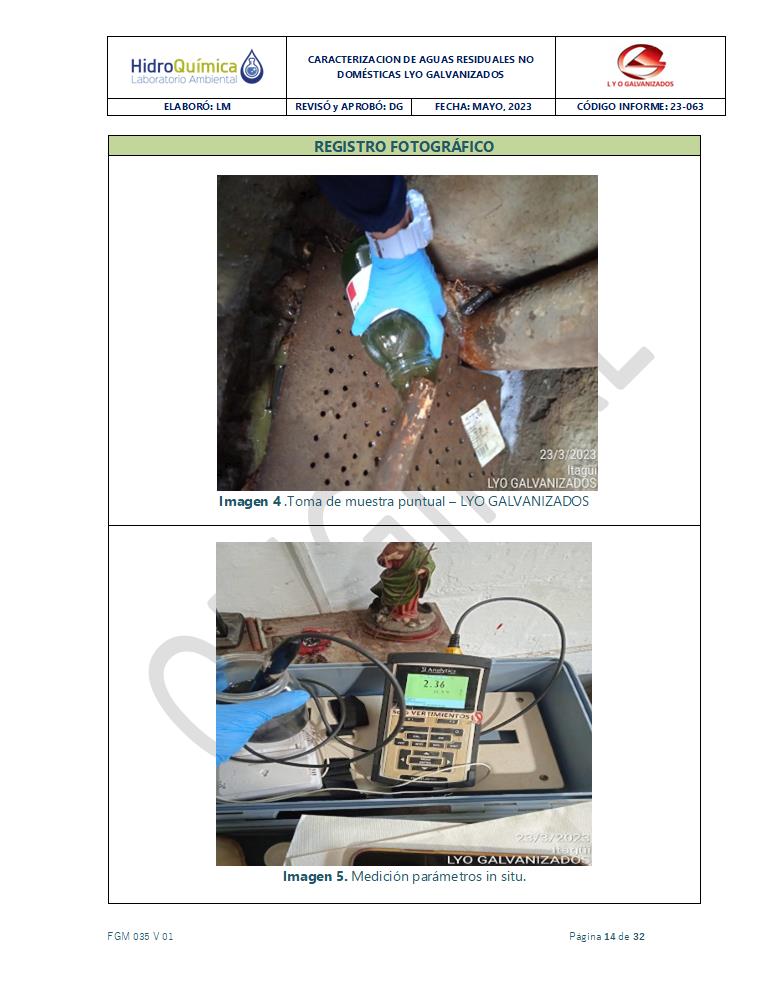 HidroQuímica
Laboratorio Ambiental
CARACTERIZACION DE AGUAS RESIDUALES NO
DOMÉSTICAS LYO GALVANIZADOS
L Y O GALVANIZADOS
ELABORÓ: LM
REVISÓ y APROBÓ: DG
FECHA: MAYO, 2023
CÓDIGO INFORME: 23-063
REGISTRO FOTOGRÁFICO
23/3/2023
Itagüí
LYO GALVANIZADOS
Imagen 4 .Toma de muestra puntual – LYO GALVANIZADOS
SI Analytics
2.36
VERTIMIENTOS
23/3/2023
Itagüí
LYO GALVANIZADOS
Imagen 5. Medición parámetros in situ.
ORIGINAL
FGM 035 V 01
Página 14 de 32